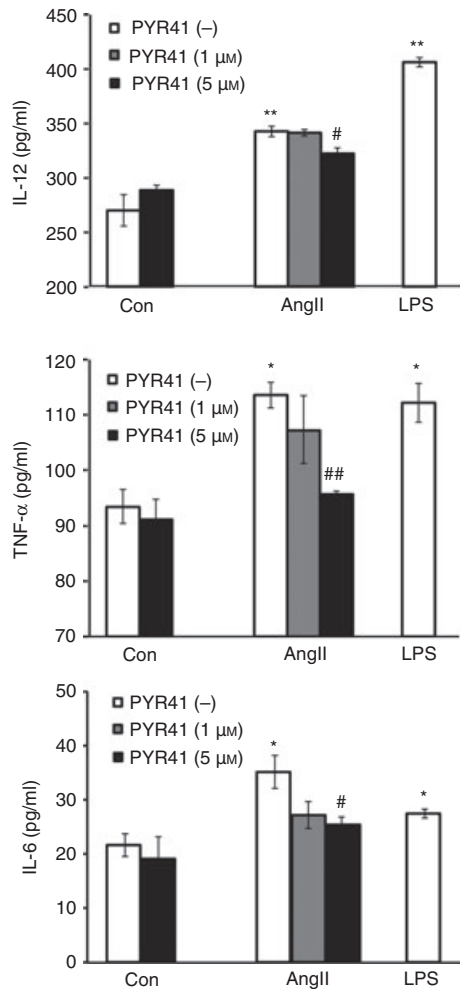 450
400
350
300
250
200
IL-12 (pg/ml)
PYR41 (–)
PYR41 (1 μM)
PYR41 (5 μM)
**
#
**
Con AngII LPS
120
110
100
90
80
70
TNF-α (pg/ml)
PYR41 (–)
PYR41 (1 μM)
PYR41 (5 μM)
*
##
*
Con AngII LPS
50
40
30
20
10
0
IL-6 (pg/ml)
PYR41 (–)
PYR41 (1 μM)
PYR41 (5 μM)
*
#
*
Con AngII LPS